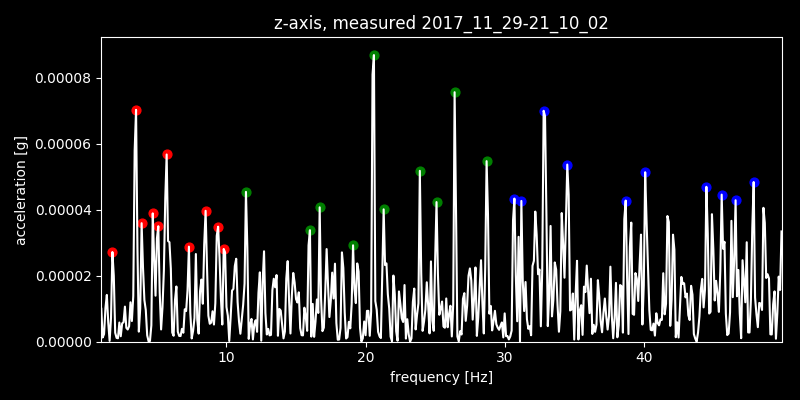 z-axis, measured 2017_11_29-21_10_02
acceleration [g]
0.00008
0.00006
0.00004
0.00002
0.00000
10 20 30 40
frequency [Hz]